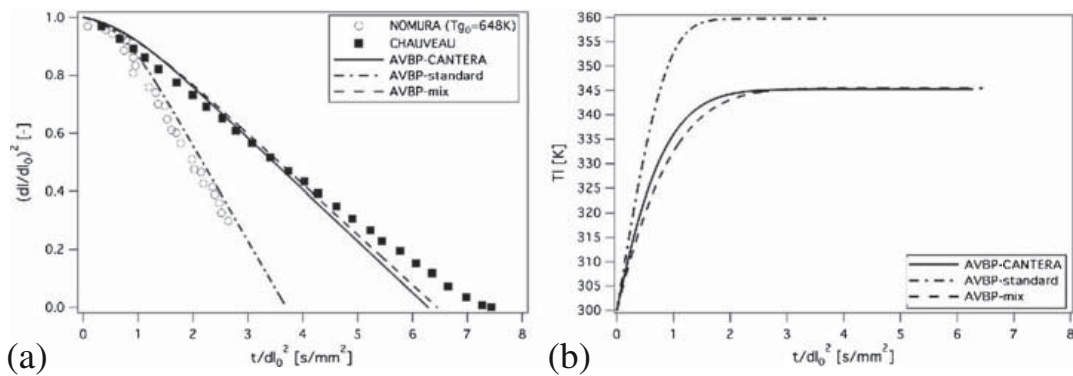 1.0
0.8
0.6
0.4
0.2
0.0
(dl/dl₀)² [-]
NOMURA (Tg₀=648K)
CHAUVEAU
AVBP-CANTERA
AVBP-standard
AVBP-mix
0 1 2 3 4 5 6 7 8
t/dl₀² [s/mm²]
(a)
360
355
350
345
340
335
330
325
320
315
310
305
300
Tl [K]
AVBP-CANTERA
AVBP-standard
AVBP-mix
0 1 2 3 4 5 6 7 8
t/dl₀² [s/mm²]
(b)